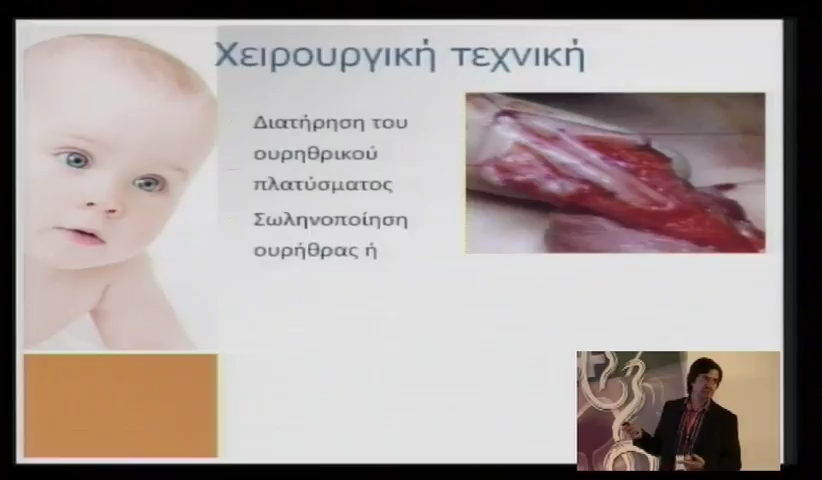 Χειρουργική τεχνική
Διατήρηση του
ουρηθρικού
πλατύσματος
Σωληνοποίηση
ουρήθρας ή